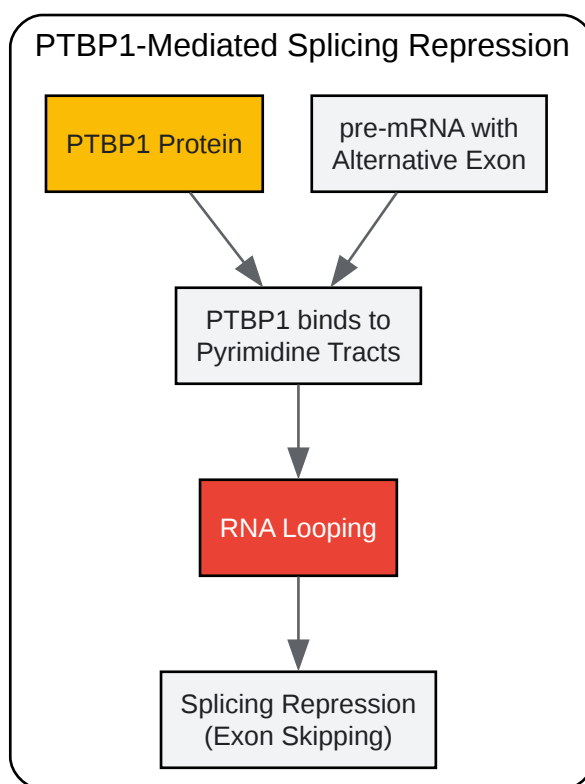 PTBP1-Mediated Splicing Repression
PTBP1 Protein
pre-mRNA with
Alternative Exon
PTBP1 binds to
Pyrimidine Tracts
RNA Looping
Splicing Repression
(Exon Skipping)